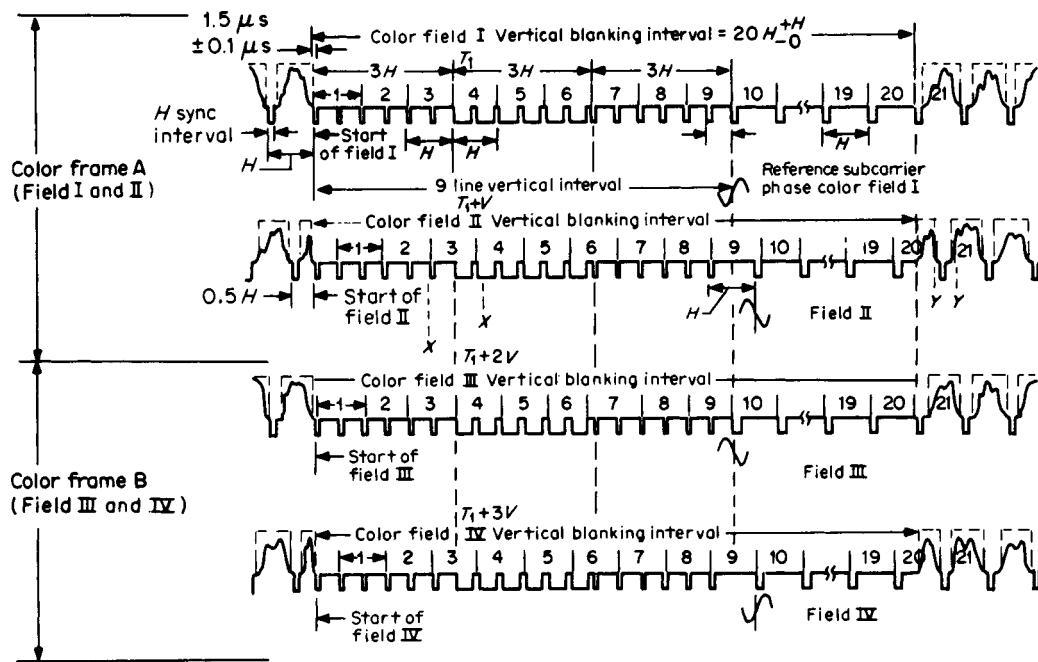 1.5 μs
±0.1 μs
Color field I Vertical blanking interval = 20 H +H -0
T1
3H 3H 3H
1 2 3 4 5 6 7 8 9 10 19 20 21
H sync
interval
Start
of field I
H H H H
Color frame A
(Field I and II)
9 line vertical interval
Reference subcarrier
phase color field I
T1+V
Color field II Vertical blanking interval
1 2 3 4 5 6 7 8 9 10 19 20 21
0.5 H
Start of
field II
X X
H
Field II
Y Y
T1+2V
Color field III Vertical blanking interval
1 2 3 4 5 6 7 8 9 10 19 20 21
Start of
field III
Field III
Color frame B
(Field III and IV)
T1+3V
Color field IV Vertical blanking interval
1 2 3 4 5 6 7 8 9 10 19 20 21
Start of
field IV
Field IV